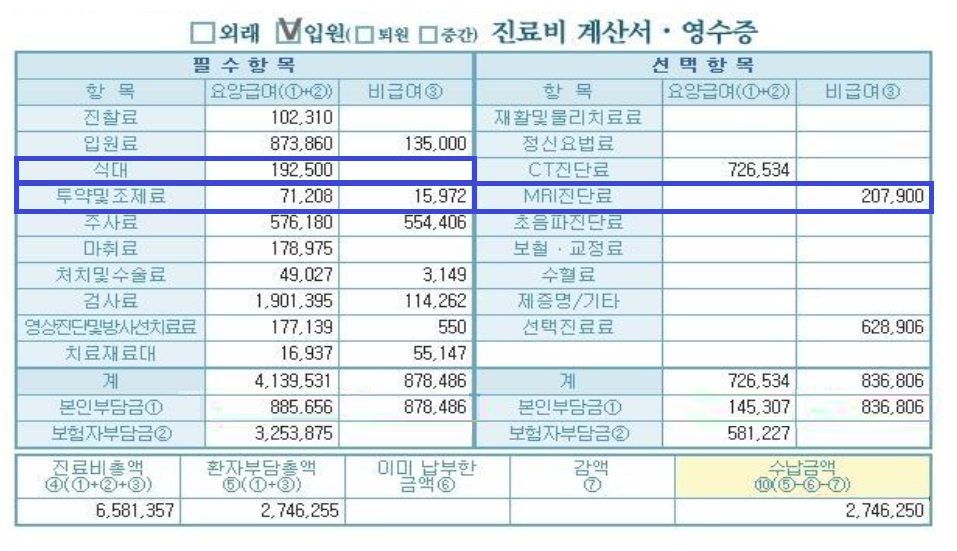 외래 입원(퇴원 중간) 진료비 계산서·영수증
필수항목 선택항목
항 목 요양급여(①+②) 비급여③ 항 목 요양급여(①+②) 비급여③
진찰료 102,310 재활및물리치료료
입원료 873,860 135,000 정신요법료
식대 192,500 CT진단료 726,534
투약및조제료 71,208 15,972 MRI진단료 207,900
주사료 576,180 554,406 초음파진단료
마취료 178,975 보철·교정료
처치및수술료 49,027 3,149 수혈료
검사료 1,901,395 114,262 제증명/기타
영상진단및방사선치료료 177,139 550 선택진료료 628,906
치료재료대 16,937 55,147
계 4,139,531 878,486 계 726,534 836,806
본인부담금① 885.656 878,486 본인부담금① 145,307 836,806
보험자부담금② 3,253,875 보험자부담금② 581,227
진료비총액 환자부담총액 이미 납부한 감액 수납금액
④(①+②+③) ⑤(①+③) 금액⑥ ⑦ ⑩(⑤-⑥-⑦)
6,581,357 2,746,255 2,746,250